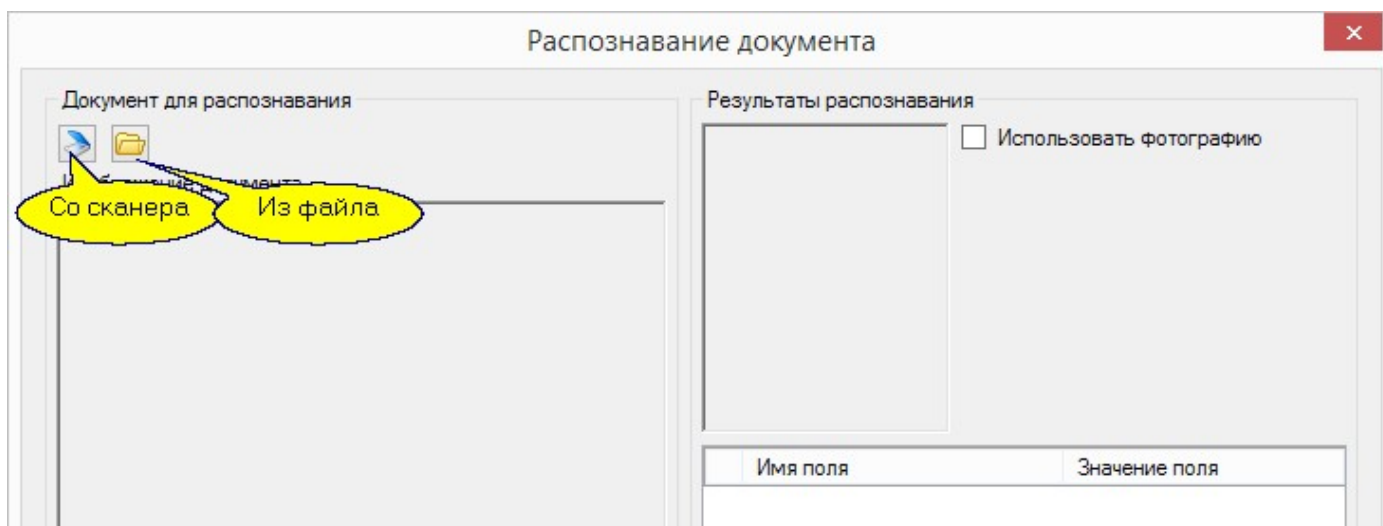 Распознавание документа
Документ для распознавания
Со сканера
Из файла
Результаты распознавания
Использовать фотографию
Имя поля
Значение поля